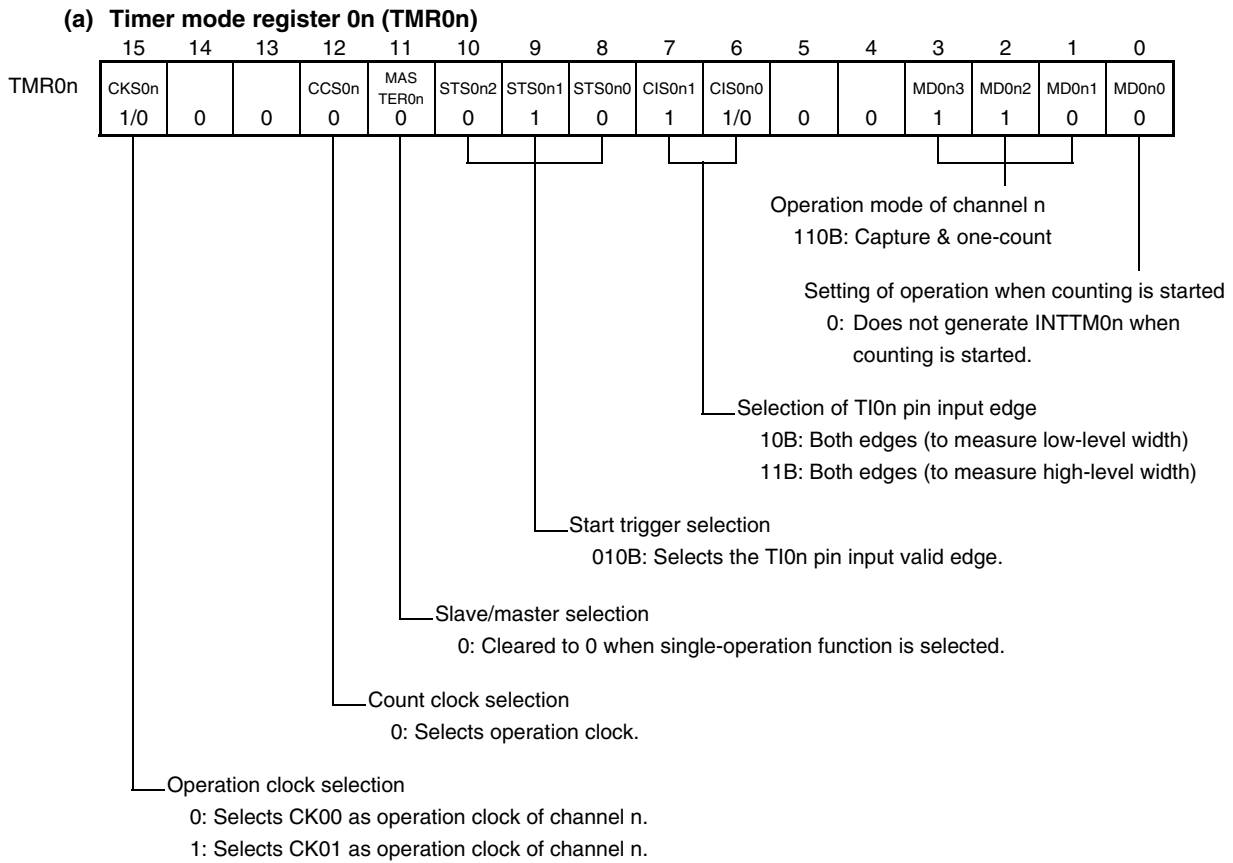 (a) Timer mode register 0n (TMR0n)
15 14 13 12 11 10 9 8 7 6 5 4 3 2 1 0
TMR0n CKS0n CCS0n MAS TER0n STS0n2 STS0n1 STS0n0 CIS0n1 CIS0n0 MD0n3 MD0n2 MD0n1 MD0n0
1/0 0 0 0 0 0 1 0 1 1/0 0 0 1 1 0 0
Operation mode of channel n
110B: Capture & one-count
Setting of operation when counting is started
0: Does not generate INTTM0n when
counting is started.
Selection of TI0n pin input edge
10B: Both edges (to measure low-level width)
11B: Both edges (to measure high-level width)
Start trigger selection
010B: Selects the TI0n pin input valid edge.
Slave/master selection
0: Cleared to 0 when single-operation function is selected.
Count clock selection
0: Selects operation clock.
Operation clock selection
0: Selects CK00 as operation clock of channel n.
1: Selects CK01 as operation clock of channel n.